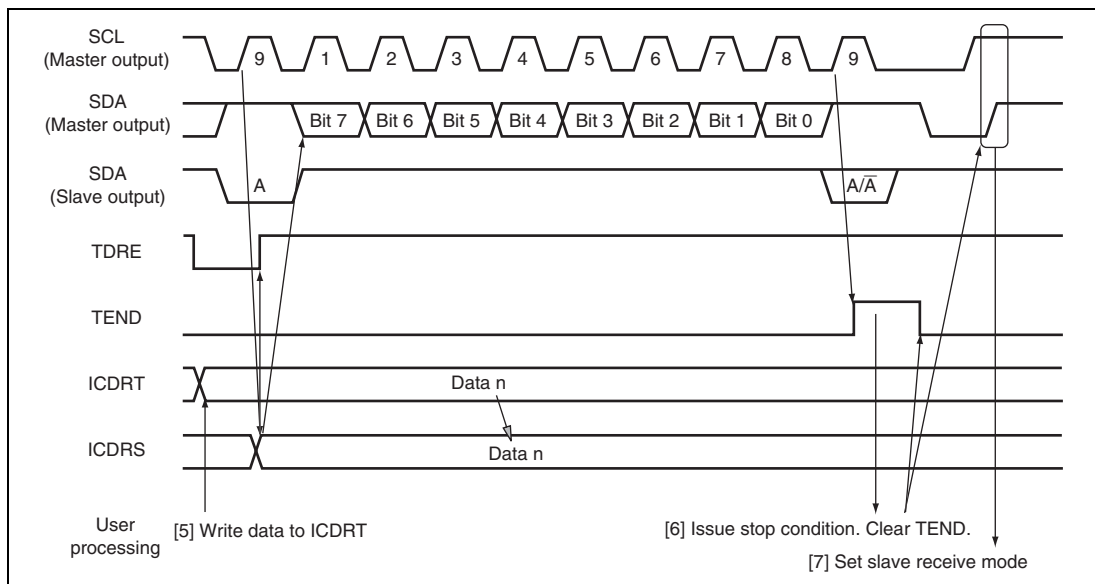 SCL
(Master output)
9 1 2 3 4 5 6 7 8 9
SDA
(Master output)
Bit 7 Bit 6 Bit 5 Bit 4 Bit 3 Bit 2 Bit 1 Bit 0
SDA
(Slave output)
A A/A̅
TDRE
TEND
ICDRT
Data n
ICDRS
Data n
User
processing
[5] Write data to ICDRT
[6] Issue stop condition. Clear TEND.
[7] Set slave receive mode